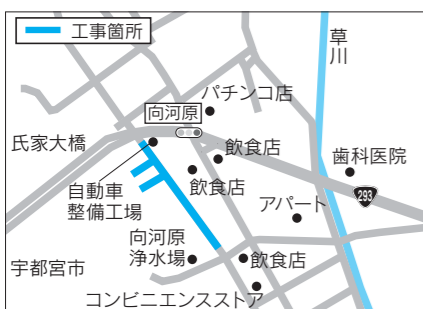 工事箇所
草川
向河原
パチンコ店
氏家大橋
飲食店
歯科医院
自動車
整備工場
飲食店
アパート
293
向河原
浄水場
飲食店
宇都宮市
コンビニエンスストア